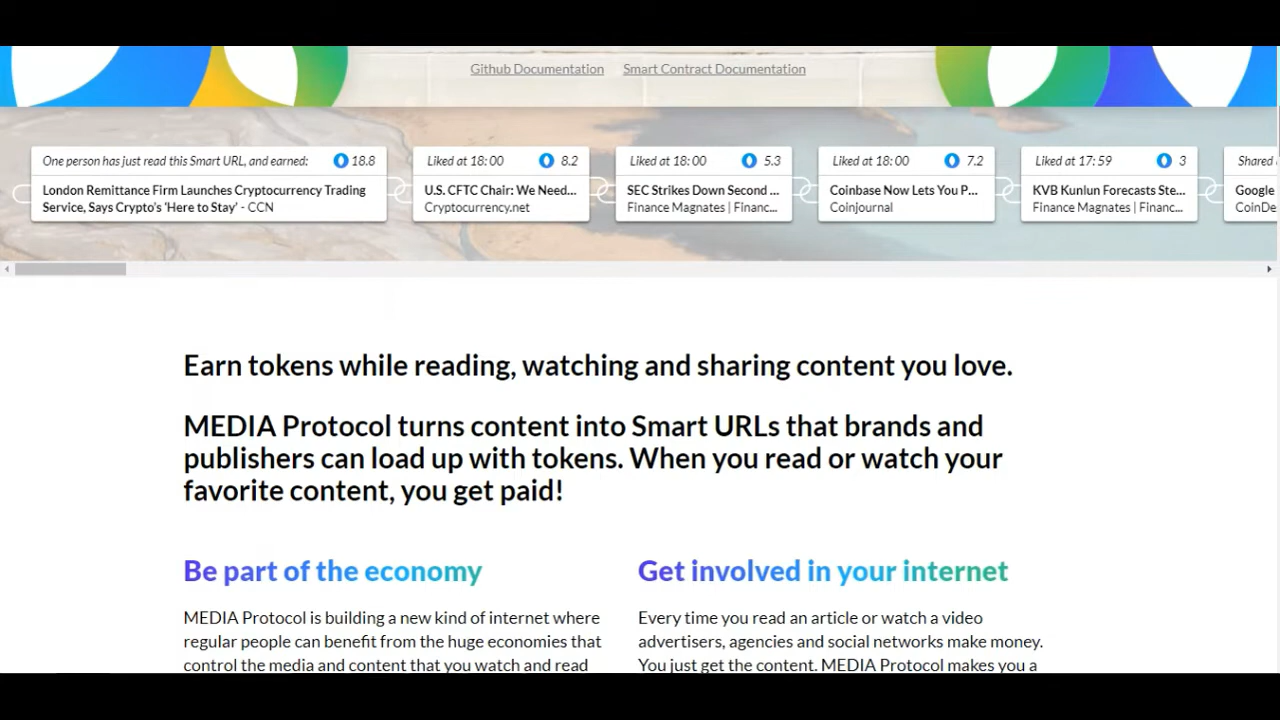 Github Documentation Smart Contract Documentation
One person has just read this Smart URL, and earned: 18.8
London Remittance Firm Launches Cryptocurrency Trading
Service, Says Crypto's 'Here to Stay' - CCN
Liked at 18:00 8.2
U.S. CFTC Chair: We Need...
Cryptocurrency.net
Liked at 18:00 5.3
SEC Strikes Down Second ...
Finance Magnates | Financ...
Liked at 18:00 7.2
Coinbase Now Lets You P...
Coinjournal
Liked at 17:59 3
KVB Kunlun Forecasts Ste...
Finance Magnates | Financ...
Shared
Google
CoinDe
Earn tokens while reading, watching and sharing content you love.
MEDIA Protocol turns content into Smart URLs that brands and
publishers can load up with tokens. When you read or watch your
favorite content, you get paid!
Be part of the economy
MEDIA Protocol is building a new kind of internet where
regular people can benefit from the huge economies that
control the media and content that you watch and read
Get involved in your internet
Every time you read an article or watch a video
advertisers, agencies and social networks make money.
You just get the content. MEDIA Protocol makes you a